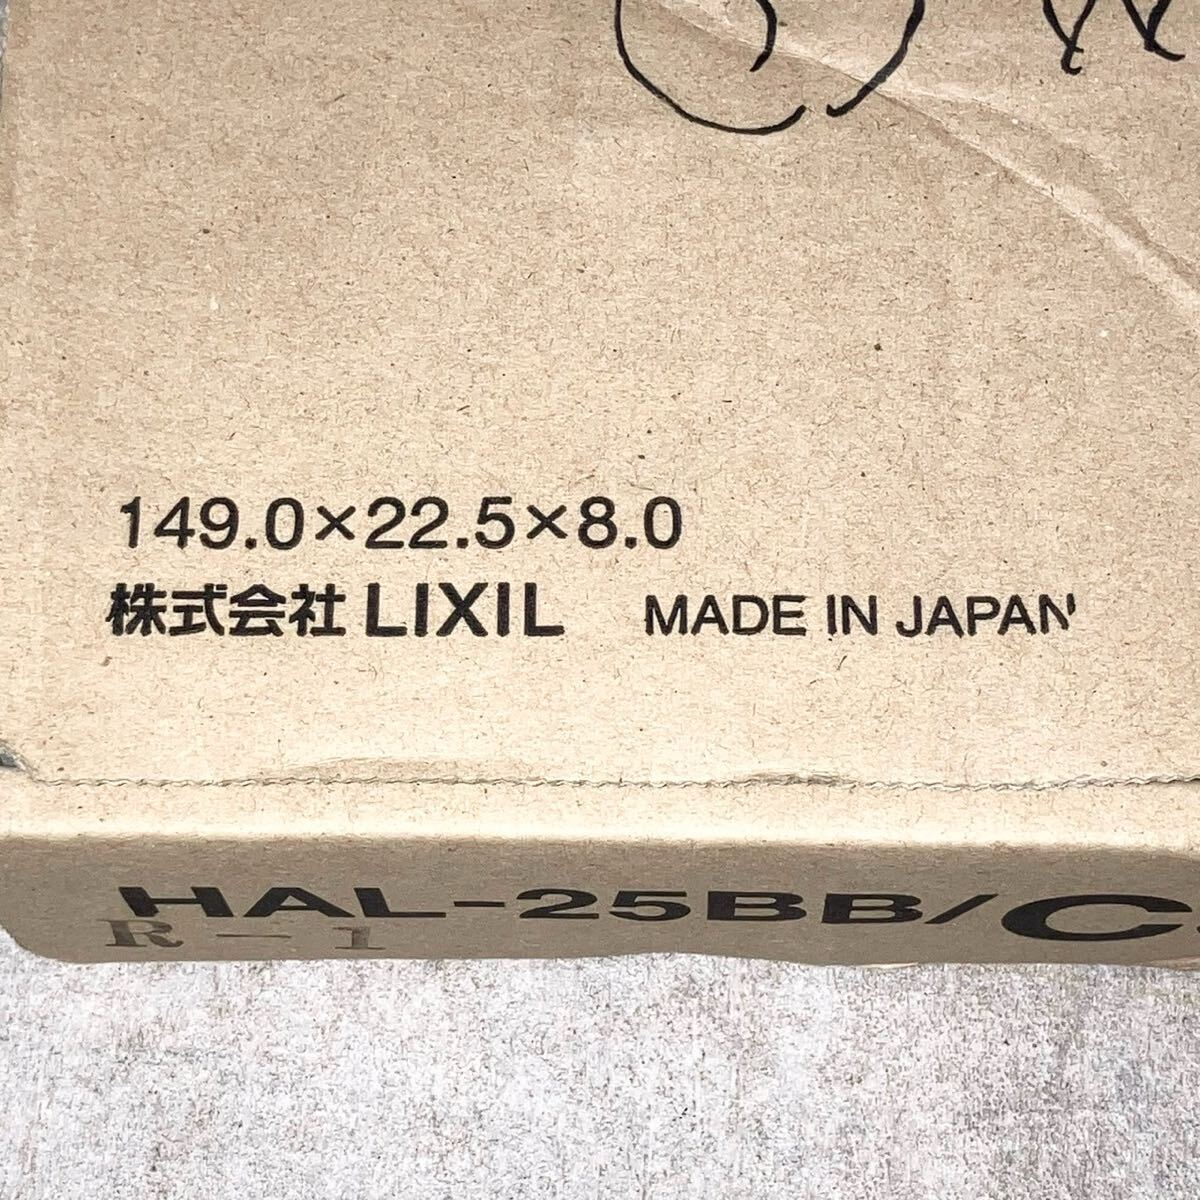 149.0×22.5×8.0
株式会社 LIXIL MADE IN JAPAN
HAL-25BB/C
R-1